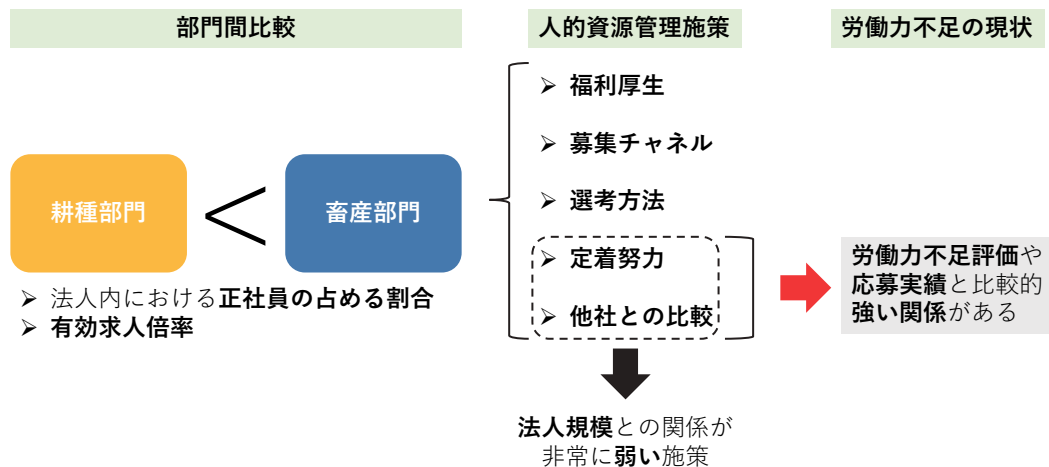 部門間比較
耕種部門
<
畜産部門
➢ 法人内における正社員の占める割合
➢ 有効求人倍率
人的資源管理施策
➢ 福利厚生
➢ 募集チャネル
➢ 選考方法
➢ 定着努力
➢ 他社との比較
法人規模との関係が
非常に弱い施策
労働力不足の現状
労働力不足評価や
応募実績と比較的
強い関係がある